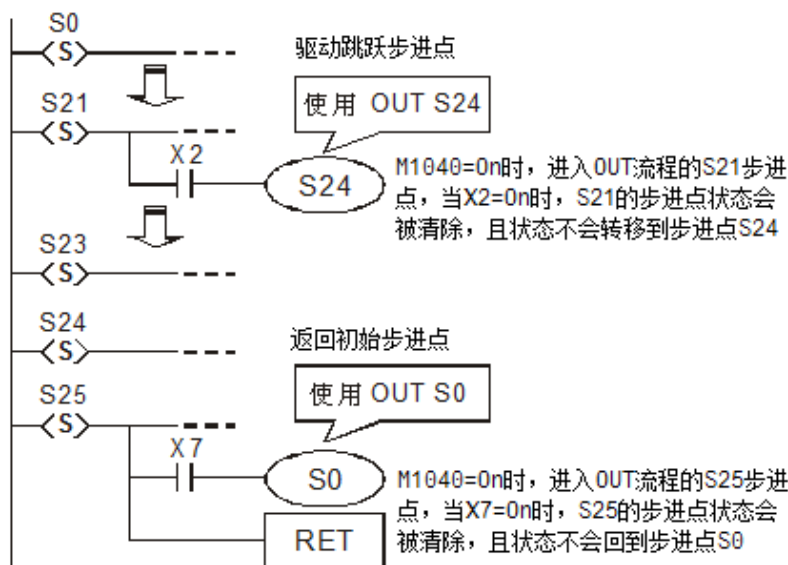 S0
S
驱动跳跃步进点
S21
S
使用 OUT S24
X2
S24
M1040=On时，进入OUT流程的S21步进
点，当X2=On时，S21的步进点状态会
被清除，且状态不会转移到步进点S24
S23
S
S24
S
返回初始步进点
S25
S
使用 OUT S0
X7
S0
M1040=On时，进入OUT流程的S25步进
点，当X7=On时，S25的步进点状态会
被清除，且状态不会回到步进点S0
RET